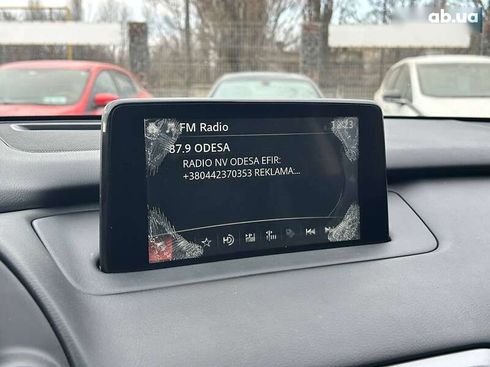 ab.ua
FM Radio
87.9 ODESA
RADIO NV ODESA EFIR:
+380442370353 REKLAMA...